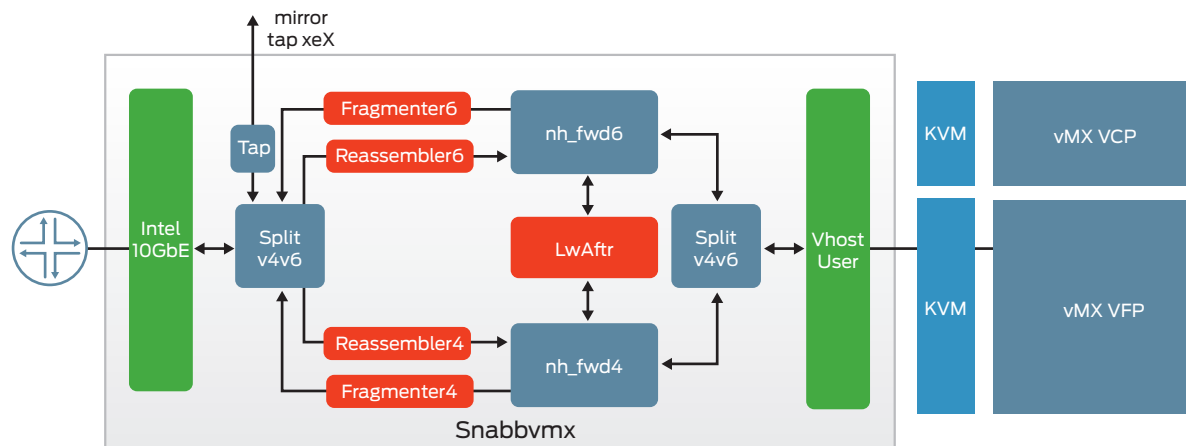 mirror
tap xeX
Fragmenter6
nh_fwd6
KVM
vMX VCP
Tap
Reassembler6
Intel
10GbE
Split
v4v6
LwAftr
Split
v4v6
Vhost
User
KVM
vMX VFP
Reassembler4
nh_fwd4
Fragmenter4
Snabbvmx